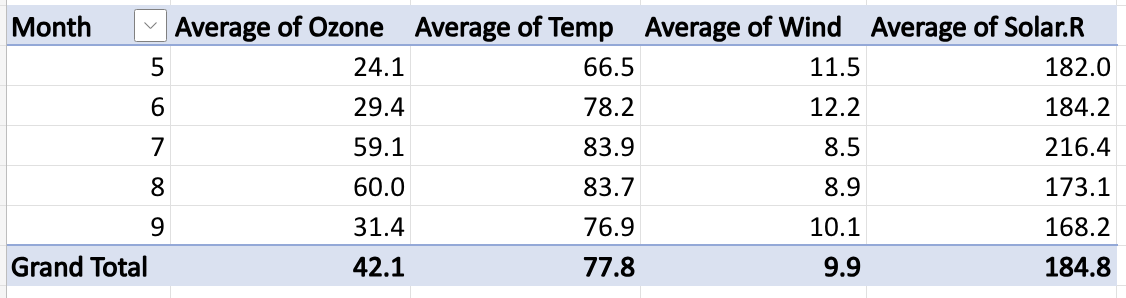 Month Average of Ozone Average of Temp Average of Wind Average of Solar.R
5 24.1 66.5 11.5 182.0
6 29.4 78.2 12.2 184.2
7 59.1 83.9 8.5 216.4
8 60.0 83.7 8.9 173.1
9 31.4 76.9 10.1 168.2
Grand Total 42.1 77.8 9.9 184.8